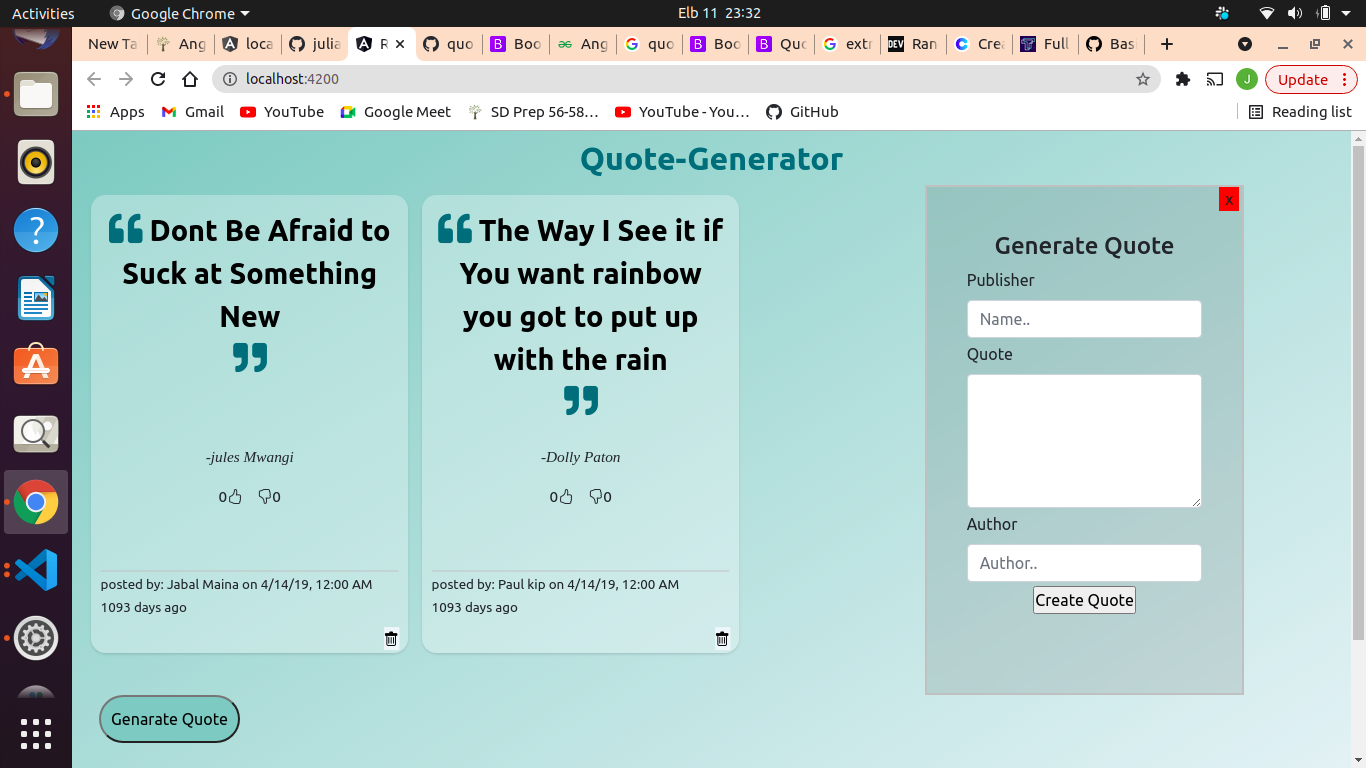 Activities Google Chrome Elb 11 23:32
New Ta Ang loca julia R quo Boo Ang quo Boo Quo extr DEV Ran Crea Full Bas
localhost:4200 J Update
Apps Gmail YouTube Google Meet SD Prep 56-58... YouTube - You... GitHub Reading list
Quote-Generator
Dont Be Afraid to
Suck at Something
New
-jules Mwangi
0 0
posted by: Jabal Maina on 4/14/19, 12:00 AM
1093 days ago
The Way I See it if
You want rainbow
you got to put up
with the rain
-Dolly Paton
0 0
posted by: Paul kip on 4/14/19, 12:00 AM
1093 days ago
x
Generate Quote
Publisher
Name..
Quote
Author
Author..
Create Quote
Genarate Quote